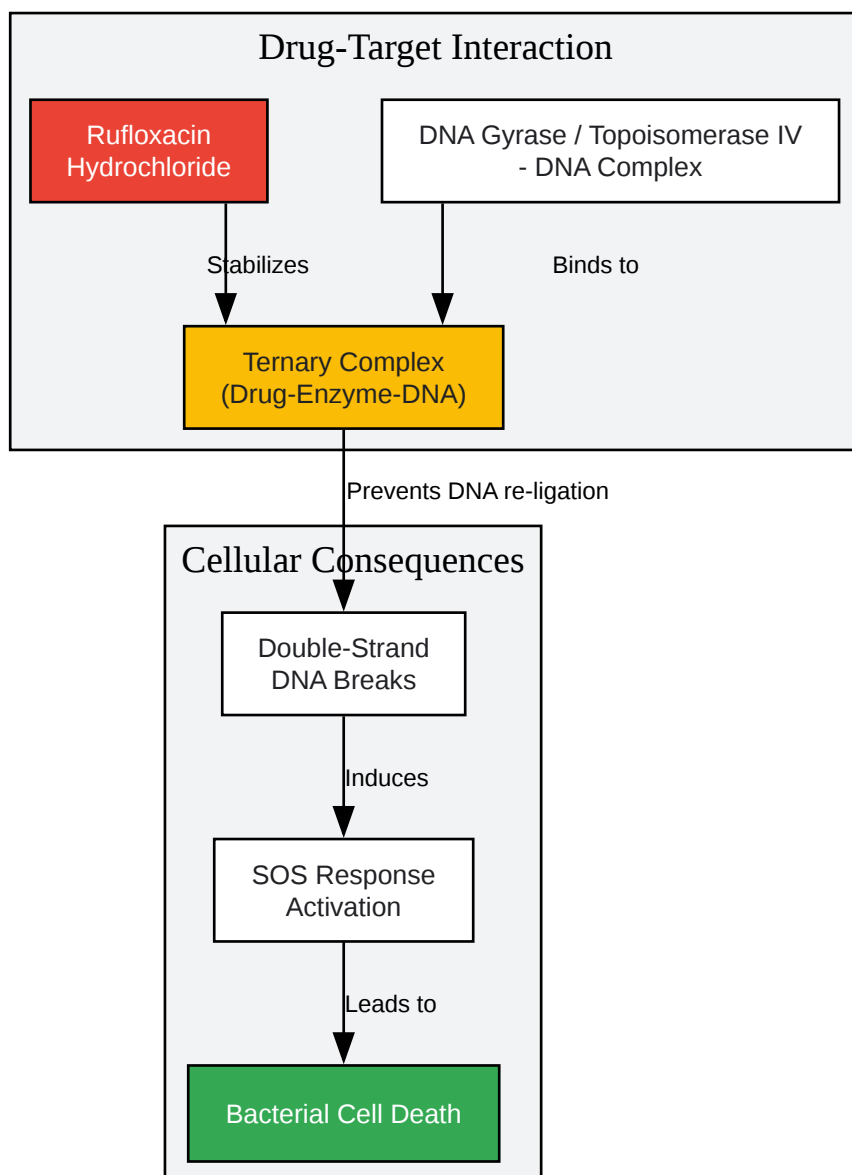 Drug-Target Interaction
Rufloxacin
Hydrochloride
DNA Gyrase / Topoisomerase IV
- DNA Complex
Stabilizes
Binds to
Ternary Complex
(Drug-Enzyme-DNA)
Prevents DNA re-ligation
Cellular Consequences
Double-Strand
DNA Breaks
Induces
SOS Response
Activation
Leads to
Bacterial Cell Death